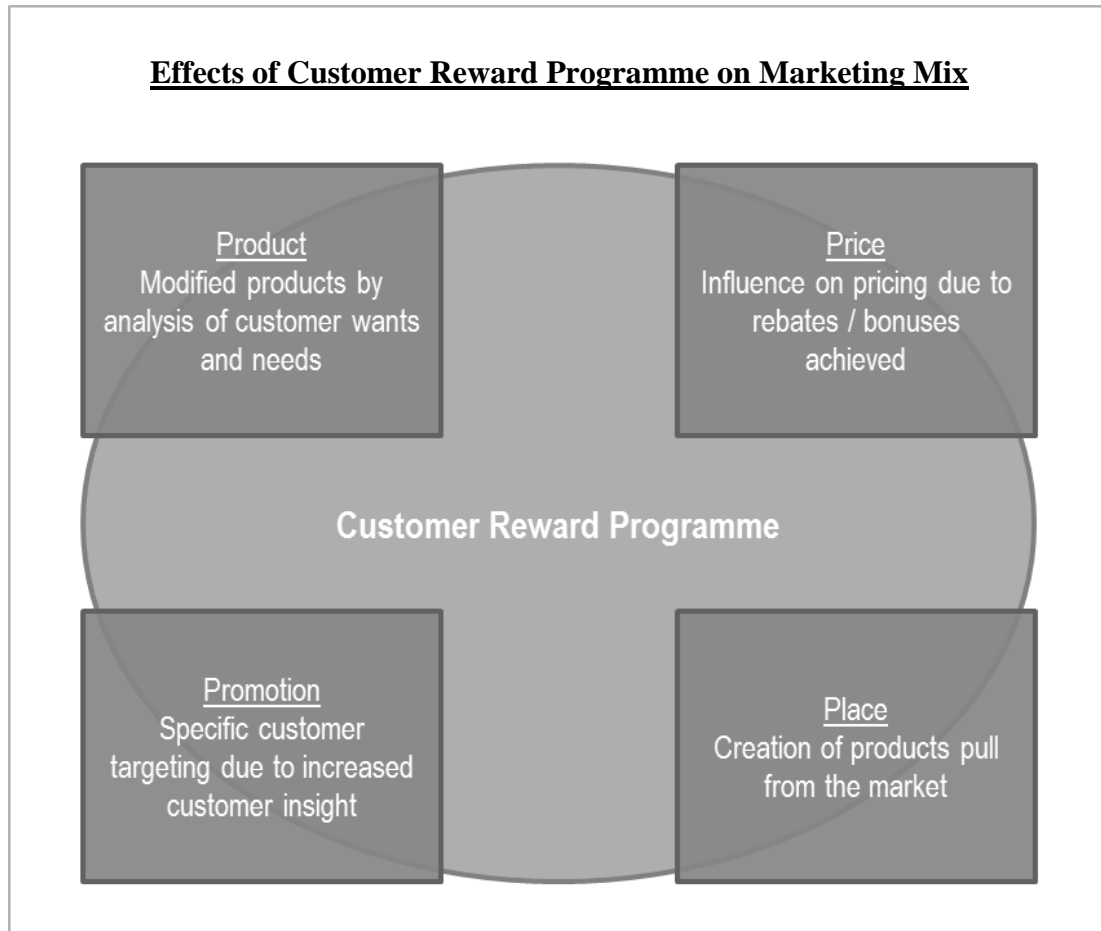 Effects of Customer Reward Programme on Marketing Mix
Product
Modified products by
analysis of customer wants
and needs
Price
Influence on pricing due to
rebates / bonuses
achieved
Customer Reward Programme
Promotion
Specific customer
targeting due to increased
customer insight
Place
Creation of products pull
from the market